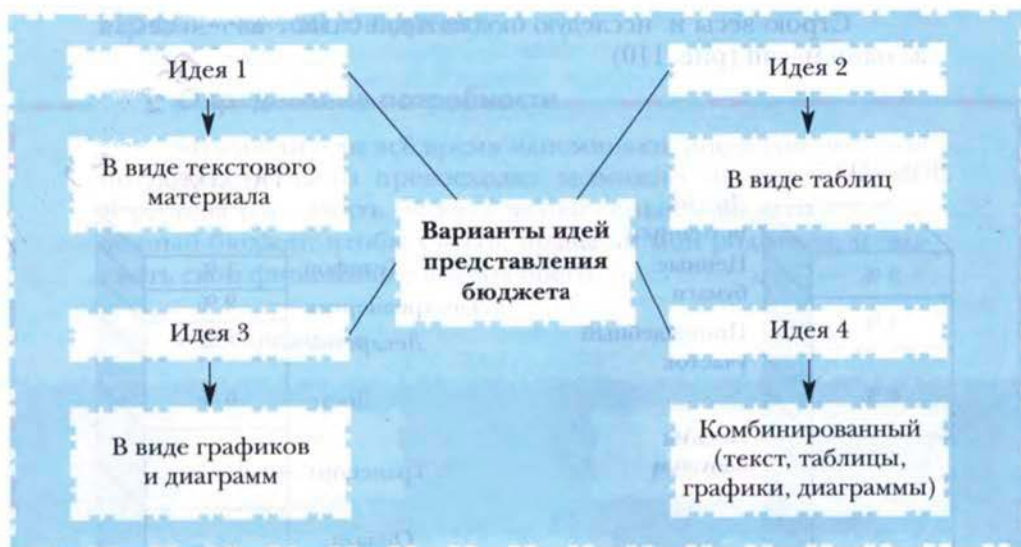 Идея 1
В виде текстового
материала
Идея 2
В виде таблиц
Варианты идей
представления
бюджета
Идея 3
В виде графиков
и диаграмм
Идея 4
Комбинированный
(текст, таблицы,
графики, диаграммы)